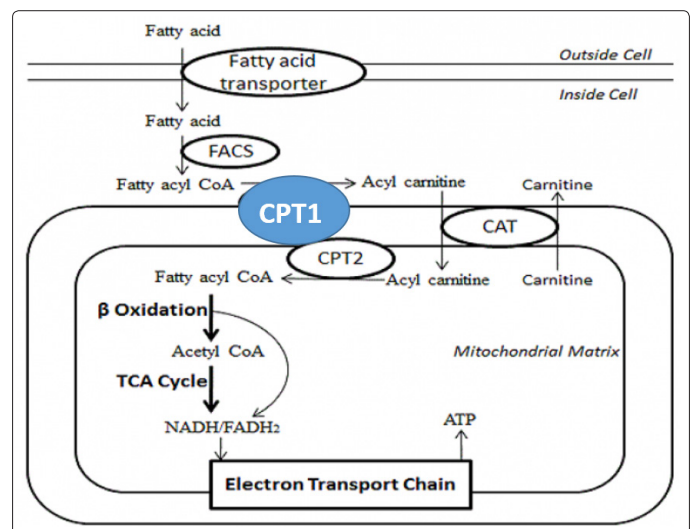 Fatty acid
Outside Cell
Fatty acid
transporter
Inside Cell
Fatty acid
FACS
Fatty acyl CoA
Acyl carnitine
Carnitine
CPT1
CAT
CPT2
Fatty acyl CoA
Acyl carnitine
Carnitine
β Oxidation
Acetyl CoA
Mitochondrial Matrix
TCA Cycle
NADH/FADH₂
ATP
Electron Transport Chain